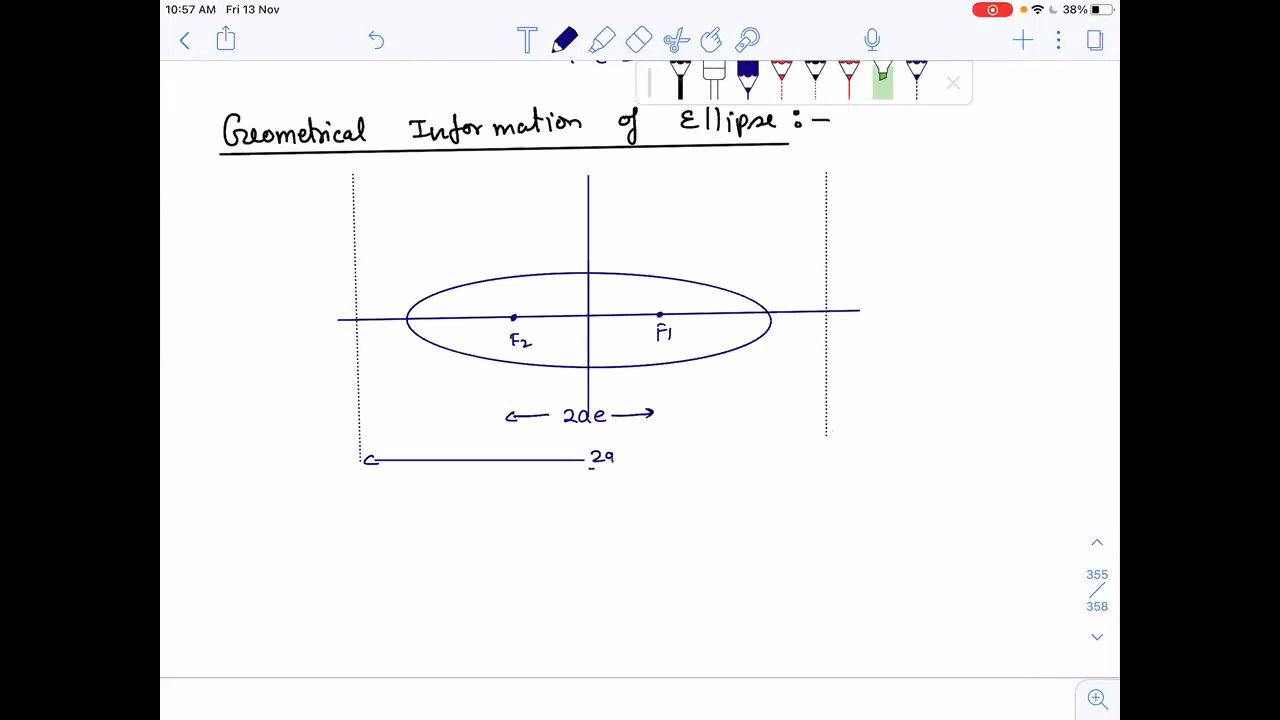 10:57 AM Fri 13 Nov
38%
T
Geometrical Information of Ellipse :-
F2
F1
2ae
2a
355
358